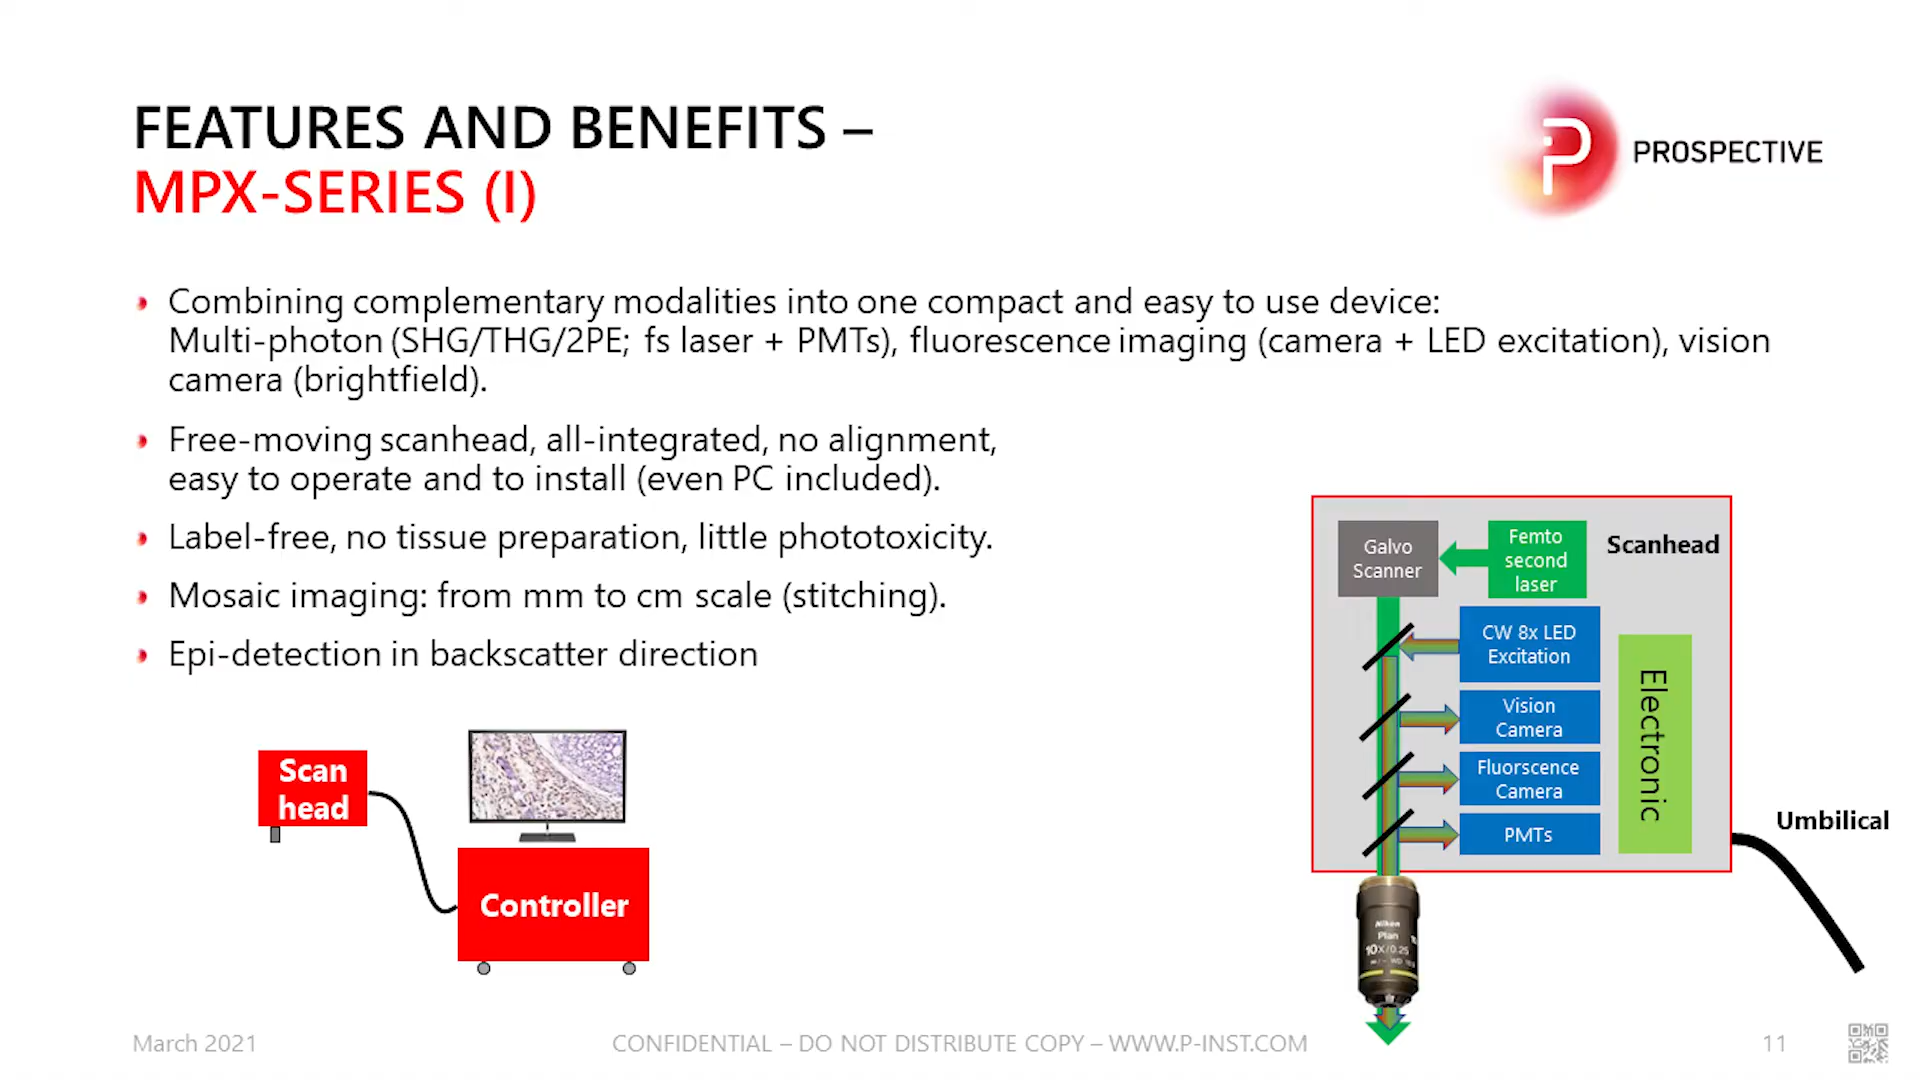 FEATURES AND BENEFITS –
MPX-SERIES (I)
PROSPECTIVE
Combining complementary modalities into one compact and easy to use device:
Multi-photon (SHG/THG/2PE; fs laser + PMTs), fluorescence imaging (camera + LED excitation), vision
camera (brightfield).
Free-moving scanhead, all-integrated, no alignment,
easy to operate and to install (even PC included).
Label-free, no tissue preparation, little phototoxicity.
Mosaic imaging: from mm to cm scale (stitching).
Epi-detection in backscatter direction
Scan
head
Controller
Galvo
Scanner
Femto
second
laser
Scanhead
CW 8x LED
Excitation
Vision
Camera
Fluorscence
Camera
PMTs
Electronic
Umbilical
Nikon
Plan
10X/0.25
March 2021
CONFIDENTIAL – DO NOT DISTRIBUTE COPY – WWW.P-INST.COM
11